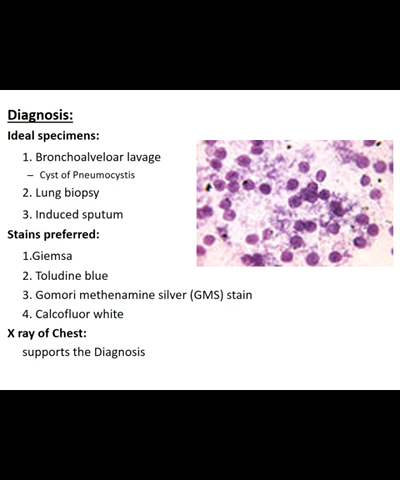 Diagnosis:
Ideal specimens:
1. Bronchoalveloar lavage
– Cyst of Pneumocystis
2. Lung biopsy
3. Induced sputum
Stains preferred:
1.Giemsa
2. Toludine blue
3. Gomori methenamine silver (GMS) stain
4. Calcofluor white
X ray of Chest:
supports the Diagnosis